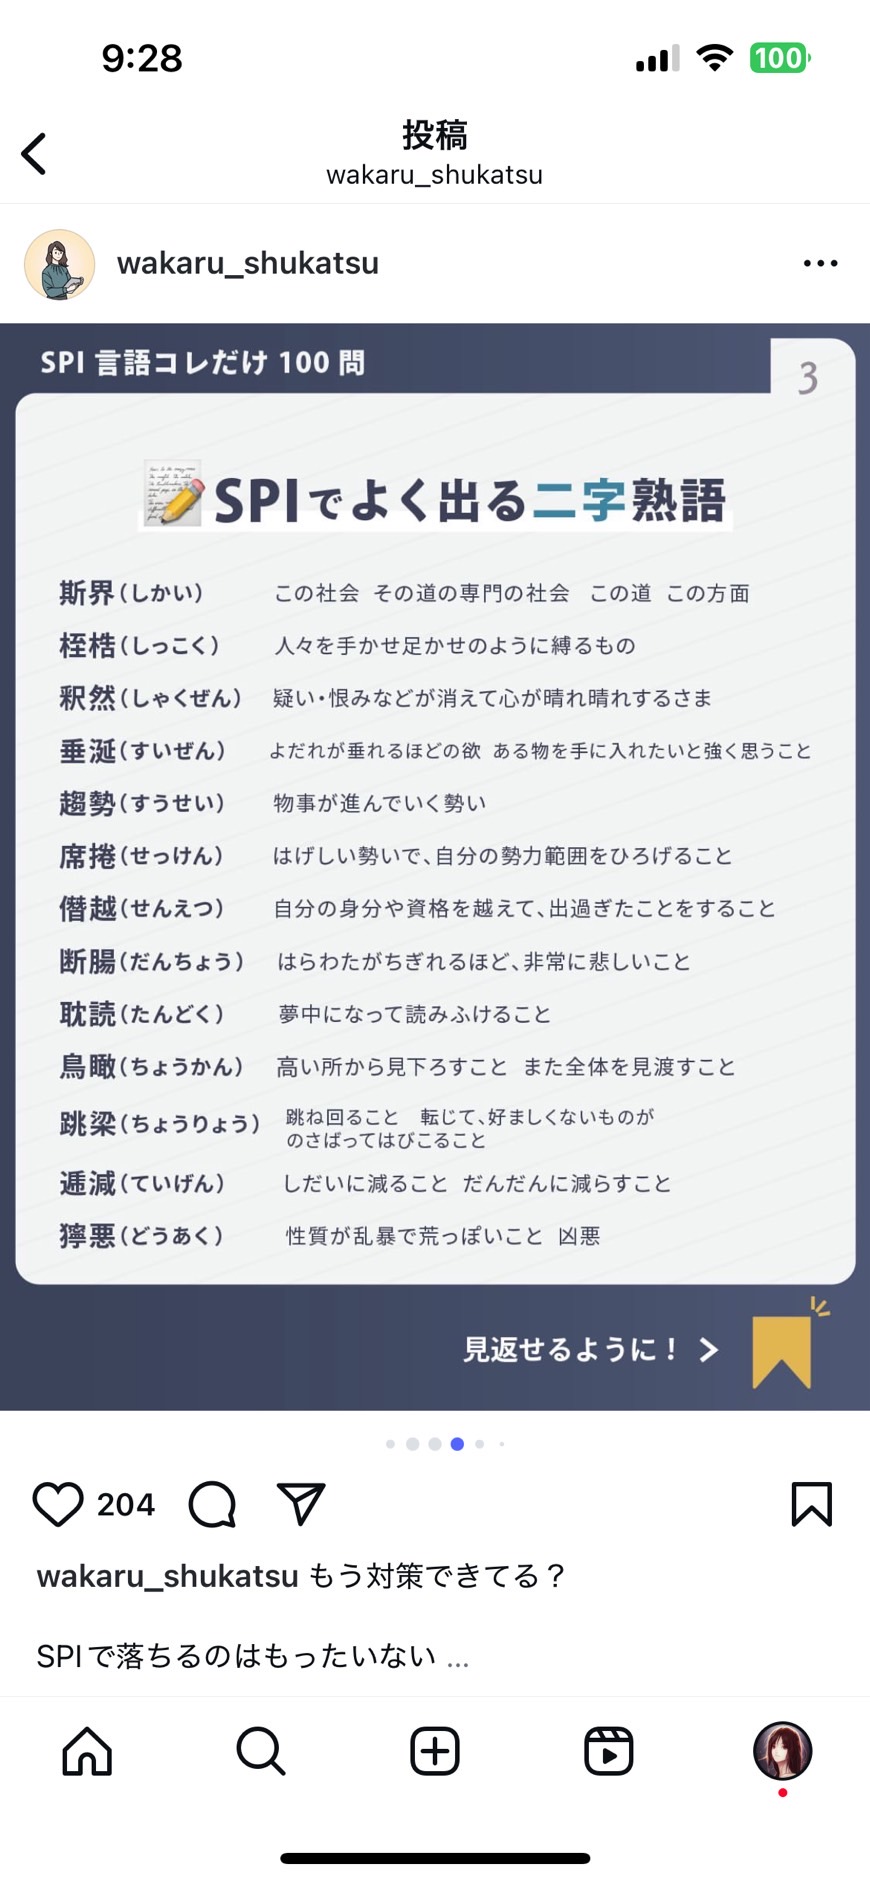 9:28
100
投稿
wakaru_shukatsu
wakaru_shukatsu
SPI 言語コレだけ 100 問
3
SPIでよく出る二字熟語
斯界(しかい) この社会 その道の専門の社会 この道 この方面
桎梏(しっこく) 人々を手かせ足かせのように縛るもの
釈然(しゃくぜん) 疑い・恨みなどが消えて心が晴れ晴れするさま
垂涎(すいぜん) よだれが垂れるほどの欲 ある物を手に入れたいと強く思うこと
趨勢(すうせい) 物事が進んでいく勢い
席捲(せっけん) はげしい勢いで、自分の勢力範囲をひろげること
僭越(せんえつ) 自分の身分や資格を越えて、出過ぎたことをすること
断腸(だんちょう) はらわたがちぎれるほど、非常に悲しいこと
耽読(たんどく) 夢中になって読みふけること
鳥瞰(ちょうかん) 高い所から見下ろすこと また全体を見渡すこと
跳梁(ちょうりょう) 跳ね回ること 転じて、好ましくないものが
のさばってはびこること
逓減(ていげん) しだいに減ること だんだんに減らすこと
獰悪(どうあく) 性質が乱暴で荒っぽいこと 凶悪
見返せるように！ >
204
wakaru_shukatsu もう対策できてる？
SPIで落ちるのはもったいない ...